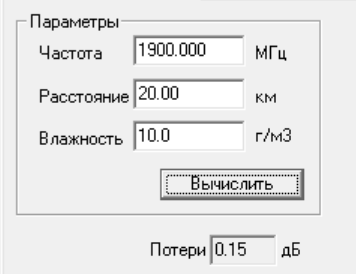 Параметры
Частота 1900.000 МГц
Расстояние 20.00 км
Влажность 10.0 г/м3
Вычислить
Потери 0.15 дБ